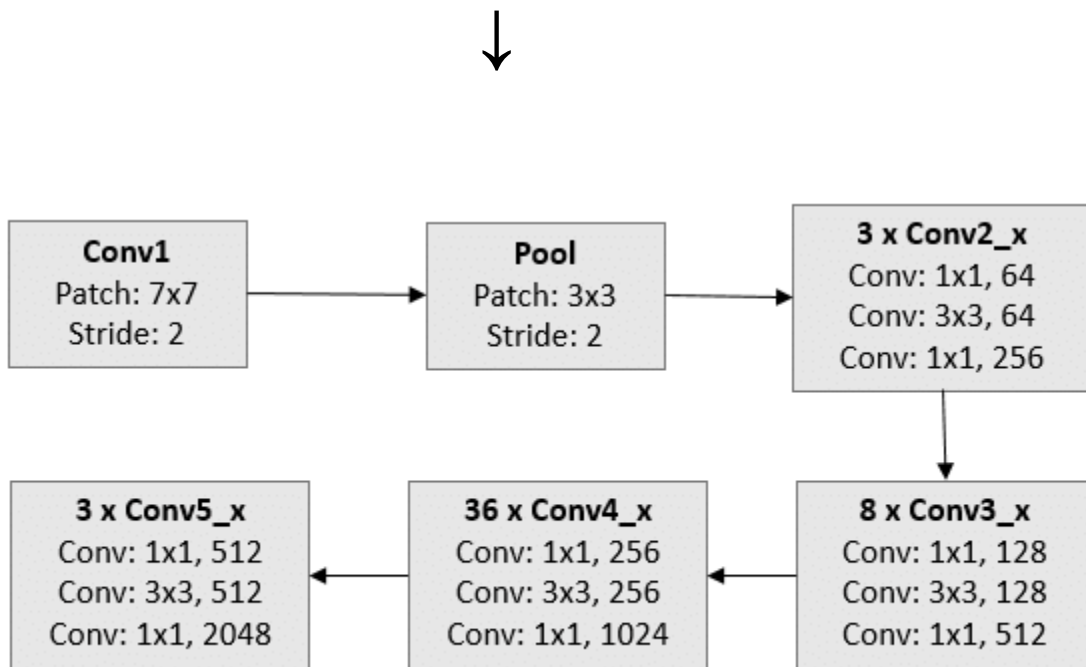 Conv1
Patch: 7x7
Stride: 2
Pool
Patch: 3x3
Stride: 2
3 x Conv2_x
Conv: 1x1, 64
Conv: 3x3, 64
Conv: 1x1, 256
8 x Conv3_x
Conv: 1x1, 128
Conv: 3x3, 128
Conv: 1x1, 512
36 x Conv4_x
Conv: 1x1, 256
Conv: 3x3, 256
Conv: 1x1, 1024
3 x Conv5_x
Conv: 1x1, 512
Conv: 3x3, 512
Conv: 1x1, 2048